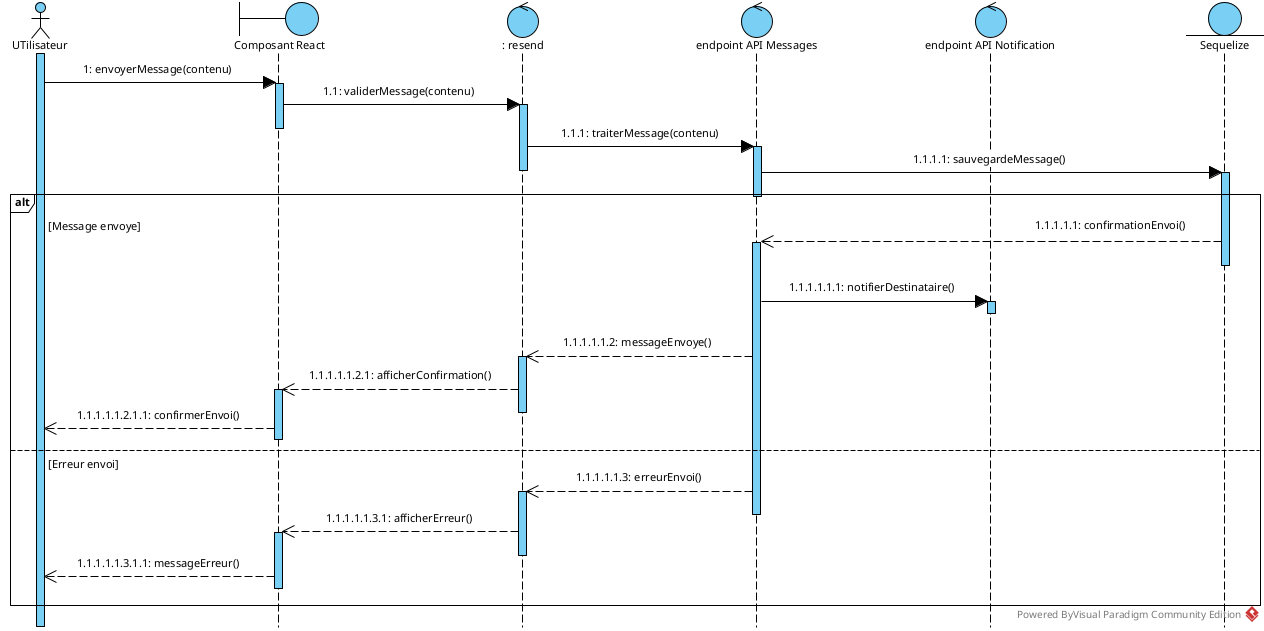 UTilisateur
Composant React
: resend
endpoint API Messages
endpoint API Notification
Sequelize
1: envoyerMessage(contenu)
1.1: validerMessage(contenu)
1.1.1: traiterMessage(contenu)
1.1.1.1: sauvegardeMessage()
alt
[Message envoye]
1.1.1.1.1: confirmationEnvoi()
1.1.1.1.1.1: notifierDestinataire()
1.1.1.1.1.2: messageEnvoye()
1.1.1.1.1.2.1: afficherConfirmation()
1.1.1.1.1.2.1.1: confirmerEnvoi()
[Erreur envoi]
1.1.1.1.1.3: erreurEnvoi()
1.1.1.1.1.3.1: afficherErreur()
1.1.1.1.1.3.1.1: messageErreur()
Powered ByVisual Paradigm Community Edition